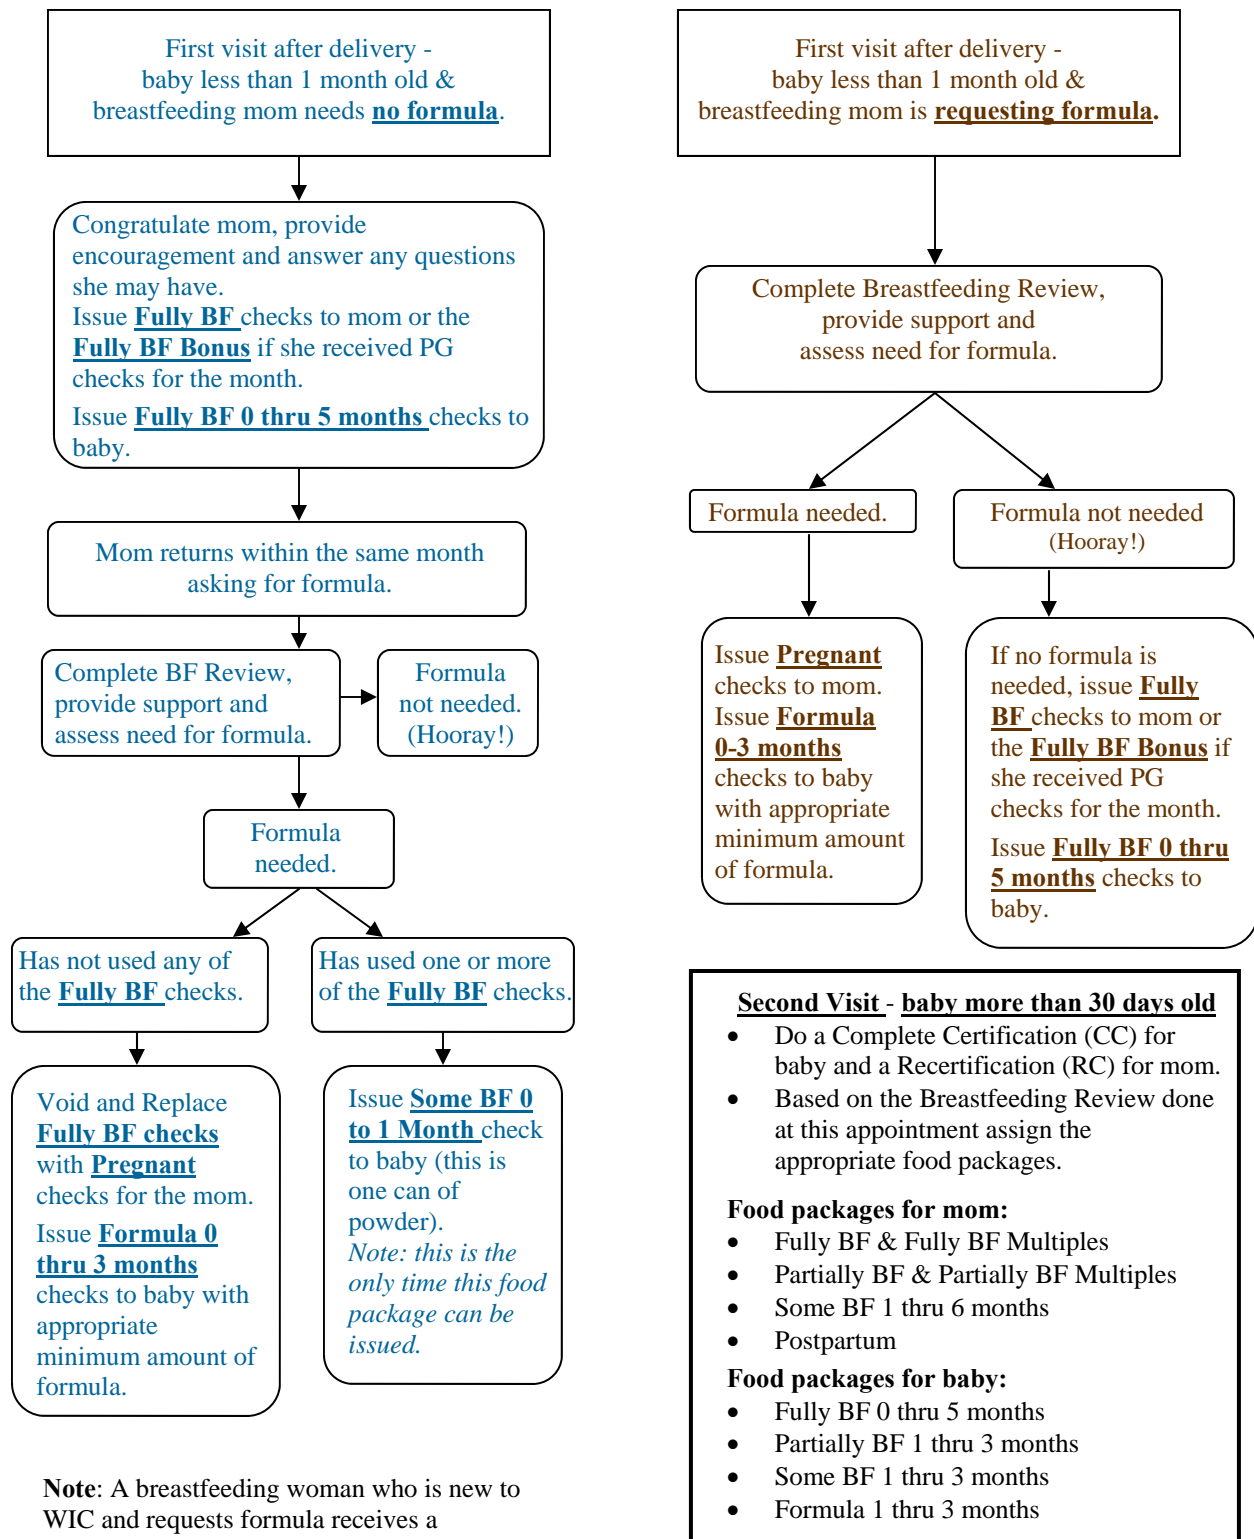 First visit after delivery -
baby less than 1 month old &
breastfeeding mom needs no formula.
Congratulate mom, provide
encouragement and answer any questions
she may have.
Issue Fully BF checks to mom or the
Fully BF Bonus if she received PG
checks for the month.
Issue Fully BF 0 thru 5 months checks to
baby.
Mom returns within the same month
asking for formula.
Complete BF Review,
provide support and
assess need for formula.
Formula
not needed.
(Hooray!)
Formula
needed.
Has not used any of
the Fully BF checks.
Has used one or more
of the Fully BF checks.
Void and Replace
Fully BF checks
with Pregnant
checks for the mom.
Issue Formula 0
thru 3 months
checks to baby with
appropriate
minimum amount of
formula.
Issue Some BF 0
to 1 Month check
to baby (this is
one can of
powder).
Note: this is the
only time this food
package can be
issued.
Note: A breastfeeding woman who is new to
WIC and requests formula receives a
First visit after delivery -
baby less than 1 month old &
breastfeeding mom is requesting formula.
Complete Breastfeeding Review,
provide support and
assess need for formula.
Formula needed.
Formula not needed
(Hooray!)
Issue Pregnant
checks to mom.
Issue Formula
0-3 months
checks to baby
with appropriate
minimum amount
of formula.
If no formula is
needed, issue Fully
BF checks to mom or
the Fully BF Bonus if
she received PG
checks for the month.
Issue Fully BF 0 thru
5 months checks to
baby.
Second Visit - baby more than 30 days old
• Do a Complete Certification (CC) for
baby and a Recertification (RC) for mom.
• Based on the Breastfeeding Review done
at this appointment assign the
appropriate food packages.
Food packages for mom:
• Fully BF & Fully BF Multiples
• Partially BF & Partially BF Multiples
• Some BF 1 thru 6 months
• Postpartum
Food packages for baby:
• Fully BF 0 thru 5 months
• Partially BF 1 thru 3 months
• Some BF 1 thru 3 months
• Formula 1 thru 3 months